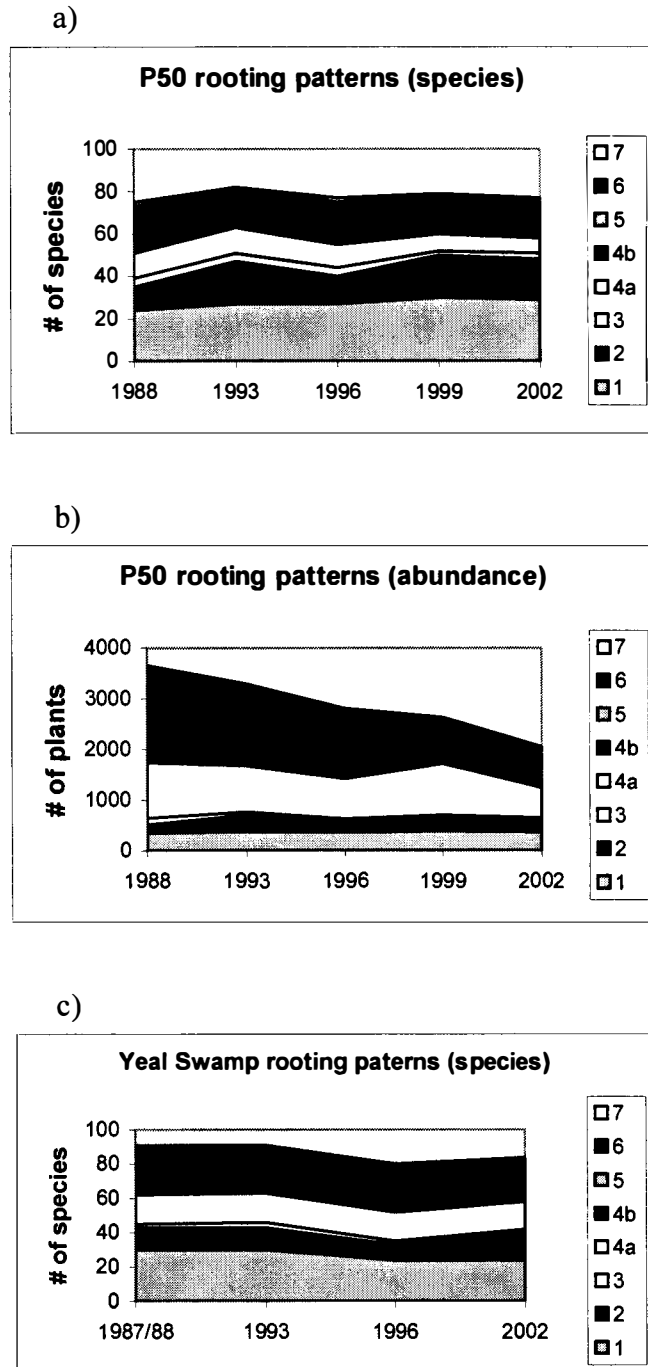 a)
P50 rooting patterns (species)
# of species
100
80
60
40
20
0
1988 1993 1996 1999 2002
7
6
5
4b
4a
3
2
1
b)
P50 rooting patterns (abundance)
# of plants
4000
3000
2000
1000
0
1988 1993 1996 1999 2002
7
6
5
4b
4a
3
2
1
c)
Yeal Swamp rooting paterns (species)
# of species
100
80
60
40
20
0
1987/88 1993 1996 2002
7
6
5
4b
4a
3
2
1